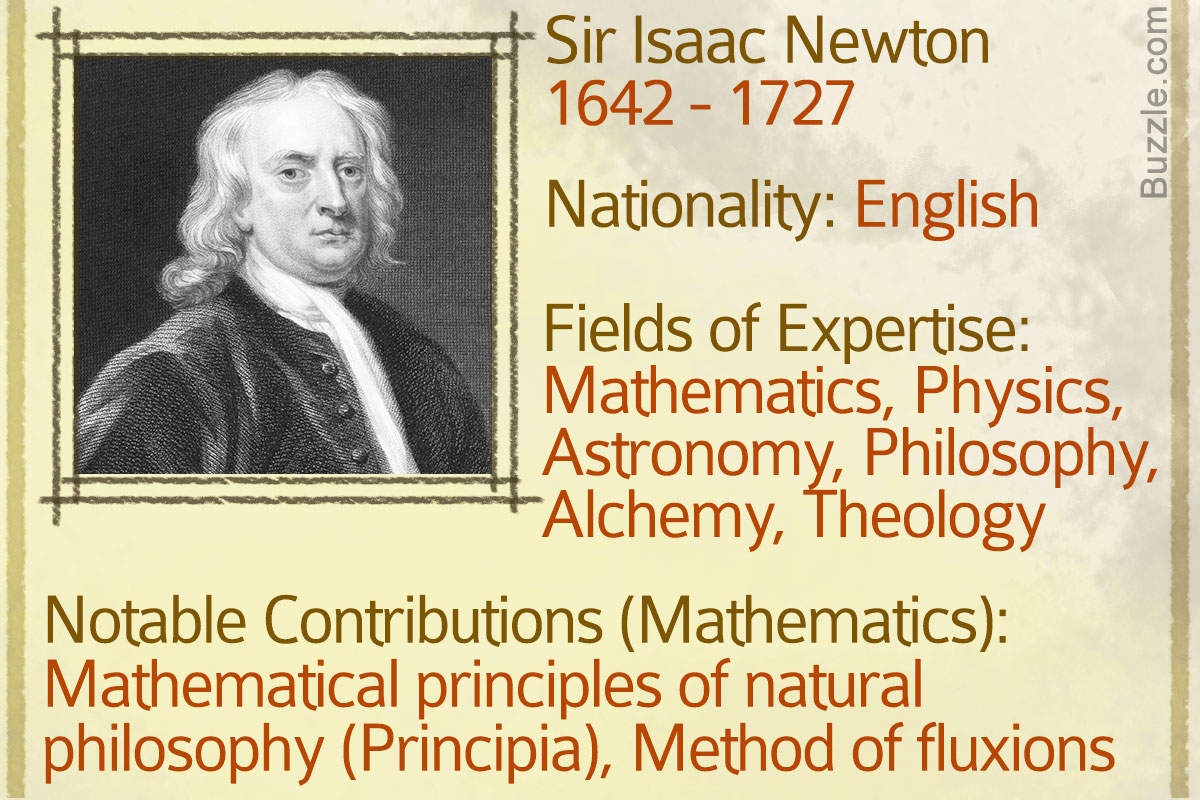 Sir Isaac Newton
1642 - 1727
Nationality: English
Fields of Expertise:
Mathematics, Physics,
Astronomy, Philosophy,
Alchemy, Theology
Notable Contributions (Mathematics):
Mathematical principles of natural
philosophy (Principia), Method of fluxions
Buzzle.com